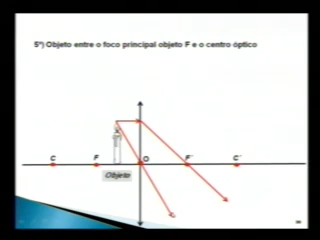 5º) Objeto entre o foco principal objeto F e o centro óptico
C F O F´ C´
Objeto